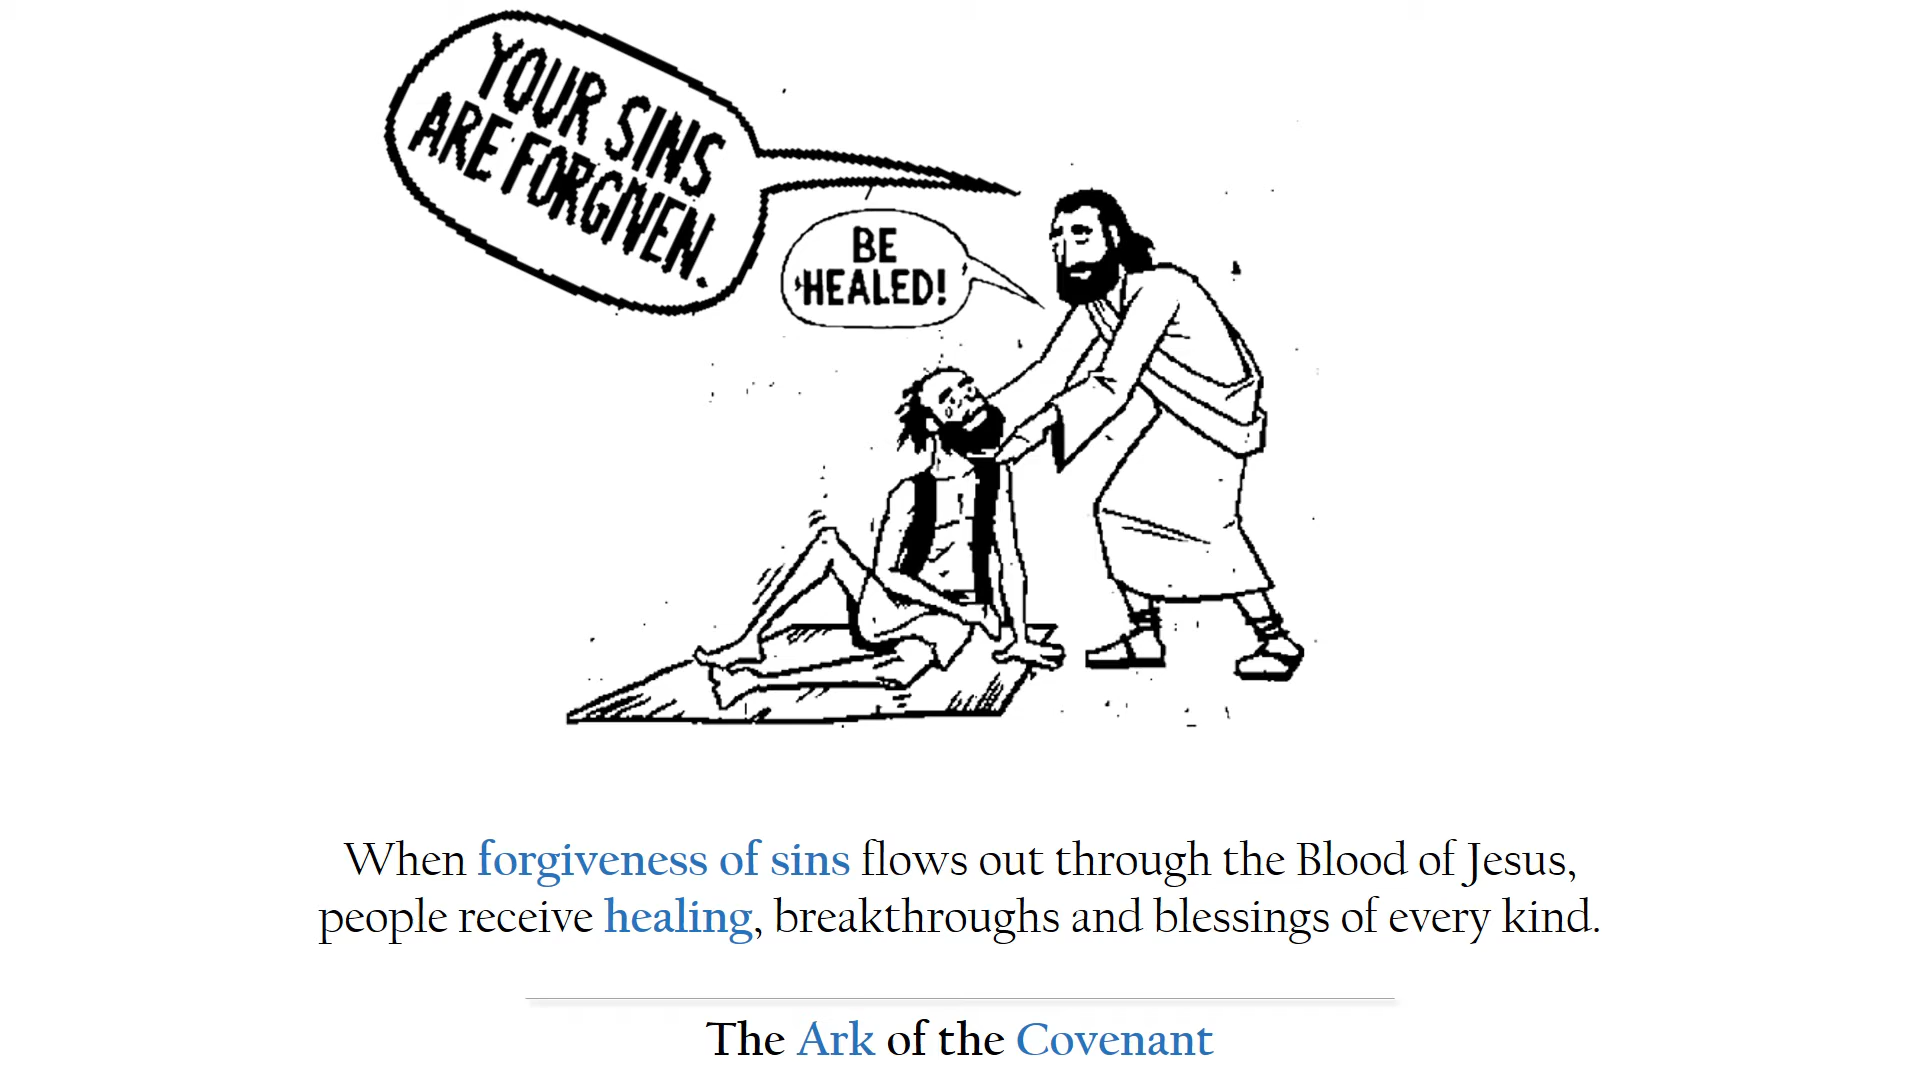 YOUR SINS
ARE FORGIVEN.
BE
HEALED!
When forgiveness of sins flows out through the Blood of Jesus,
people receive healing, breakthroughs and blessings of every kind.
The Ark of the Covenant